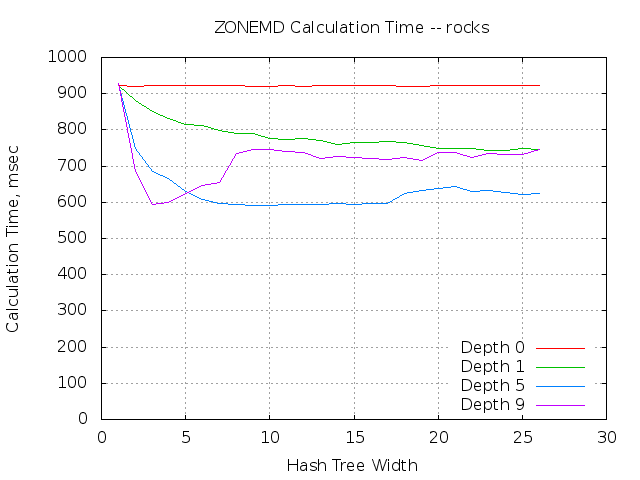 ZONEMD Calculation Time -- rocks
Calculation Time, msec
1000
900
800
700
600
500
400
300
200
100
0
Depth 0
Depth 1
Depth 5
Depth 9
0 5 10 15 20 25 30
Hash Tree Width